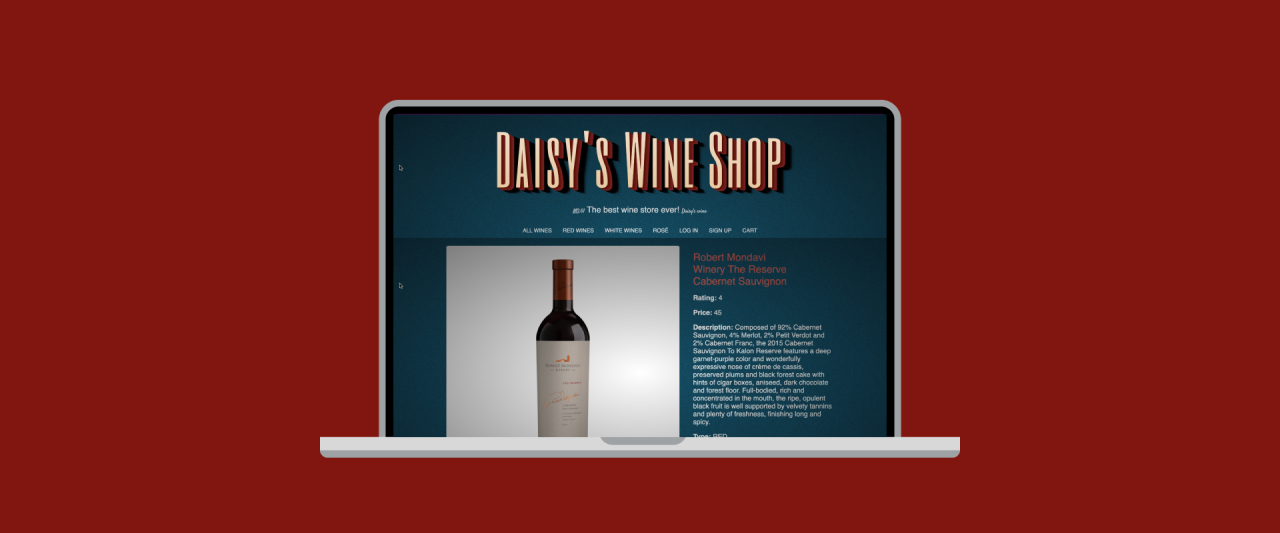 DAISY'S WINE SHOP
The best wine store ever! Daisy's wine
ALL WINES RED WINES WHITE WINES ROSÉ LOG IN SIGN UP CART
Robert Mondavi
Winery The Reserve
Cabernet Sauvignon
Rating: 4
Price: 45
Description: Composed of 92% Cabernet
Sauvignon, 4% Merlot, 2% Petit Verdot and
2% Cabernet Franc, the 2015 Cabernet
Sauvignon To Kalon Reserve features a deep
garnet-purple color and wonderfully
expressive nose of crème de cassis,
preserved plums and black forest cake with
hints of cigar boxes, aniseed, dark chocolate
and forest floor. Full-bodied, rich and
concentrated in the mouth, the ripe, opulent
black fruit is well supported by velvety tannins
and plenty of freshness, finishing long and
spicy.
Type: RED
ROBERT MONDAVI